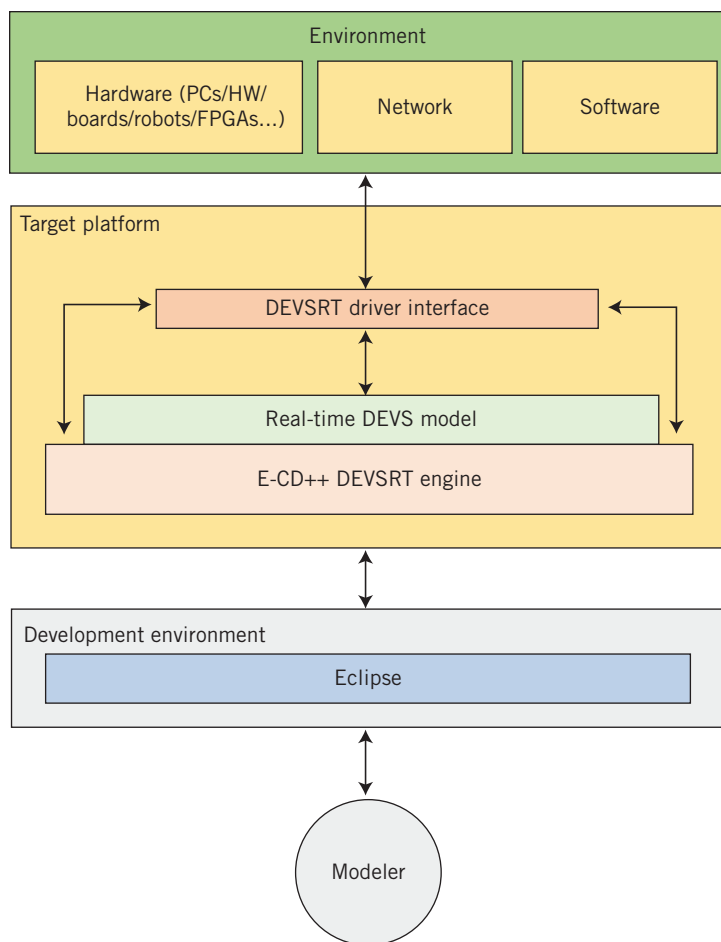 Environment
Hardware (PCs/HW/
boards/robots/FPGAs...)
Network
Software
Target platform
DEVSRT driver interface
Real-time DEVS model
E-CD++ DEVSRT engine
Development environment
Eclipse
Modeler